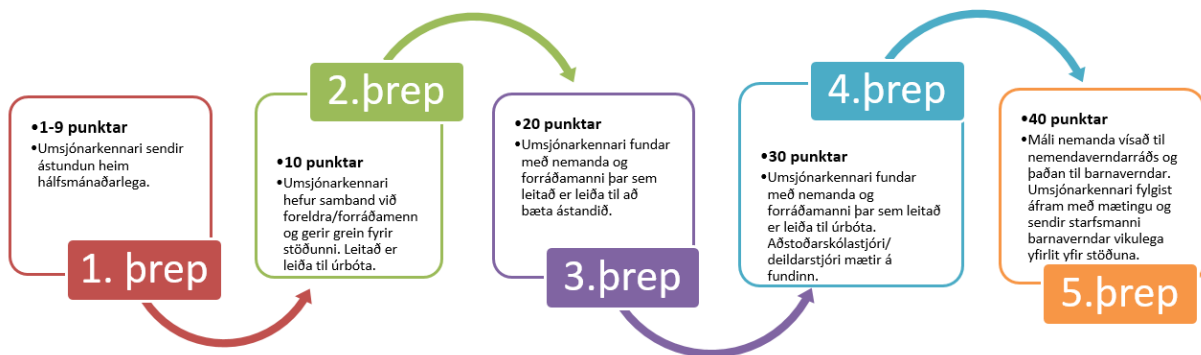 •1-9 punktar
•Umsjónarkennari sendir
ástundun heim
hálfsmánaðarlega.
1. þrep
2.þrep
•10 punktar
•Umsjónarkennari
hefur samband við
foreldra/forráðamenn
og gerir grein fyrir
stöðunni. Leitað er
leiða til úrbóta.
•20 punktar
•Umsjónarkennari fundar
með nemanda og
forráðamanni þar sem
leitað er leiða til að
bæta ástandið.
3.þrep
4.þrep
•30 punktar
•Umsjónarkennari fundar
með nemanda og
forráðamanni þar sem leitað
er leiða til úrbóta.
Aðstoðarskólastjóri/
deildarstjóri mætir á
fundinn.
•40 punktar
•Máli nemanda vísað til
nemendaverndarráðs og
þaðan til barnaverndar.
Umsjónarkennari fylgist
áfram með mætingu og
sendir starfsmanni
barnaverndar vikulega
yfirlit yfir stöðuna.
5.þrep